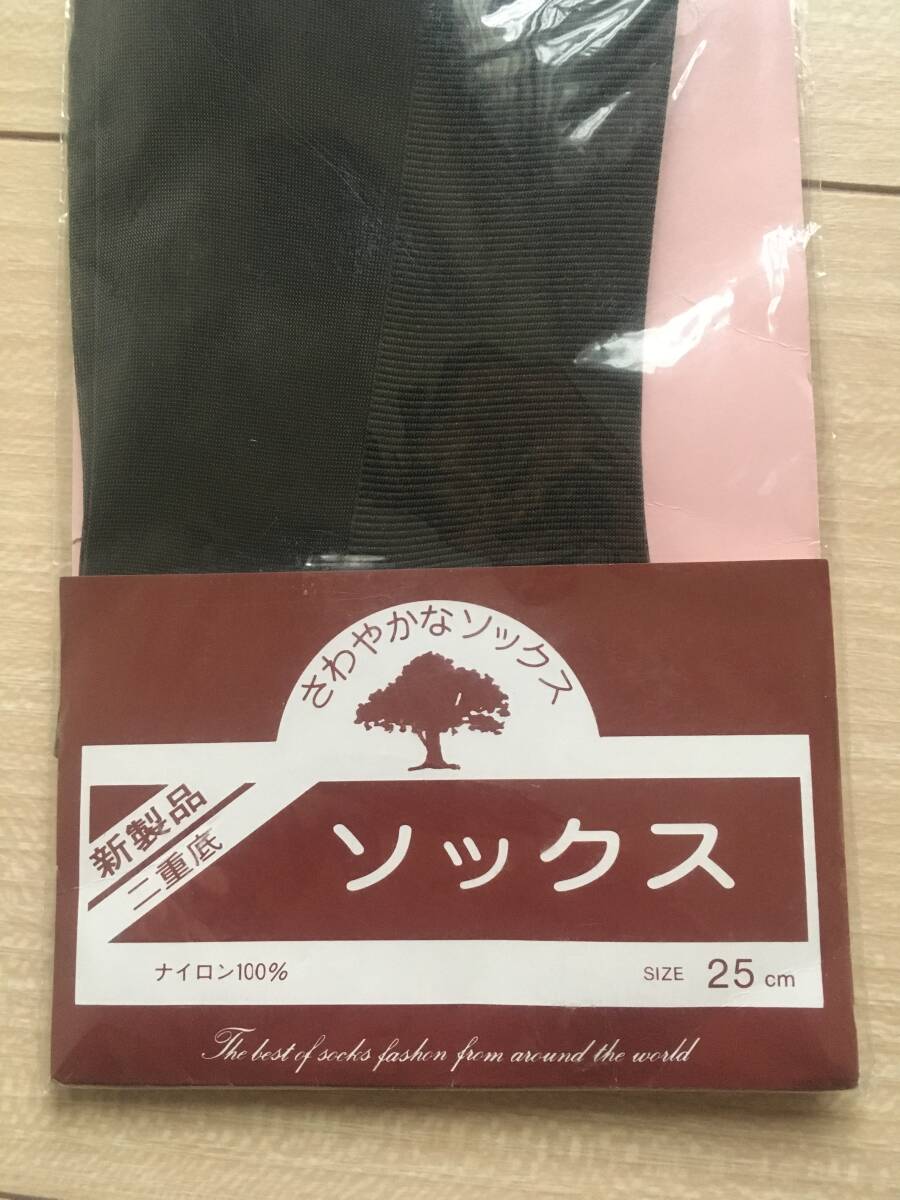 さわやかなソックス
新製品
二重底
ソックス
ナイロン100%
SIZE 25 cm
The best of socks fashon from around the world